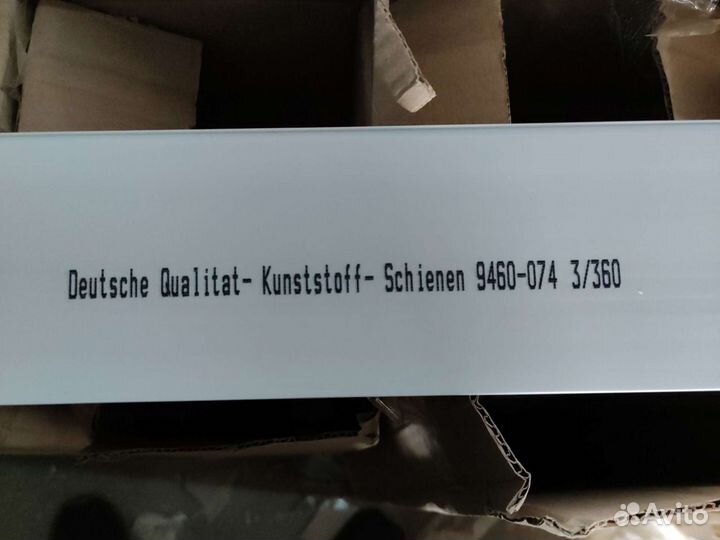 Deutsche Qualitat- Kunststoff- Schienen 9460-074 3/360
Avito